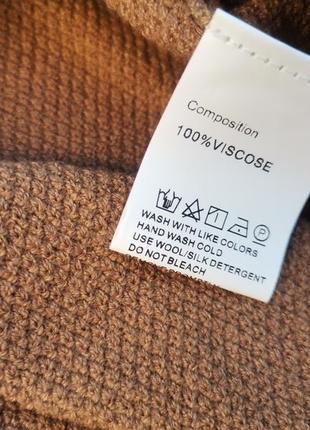 Composition
100%VISCOSE
WASH WITH LIKE COLORS
HAND WASH COLD
USE WOOL/SILK DETERGENT
DO NOT BLEACH